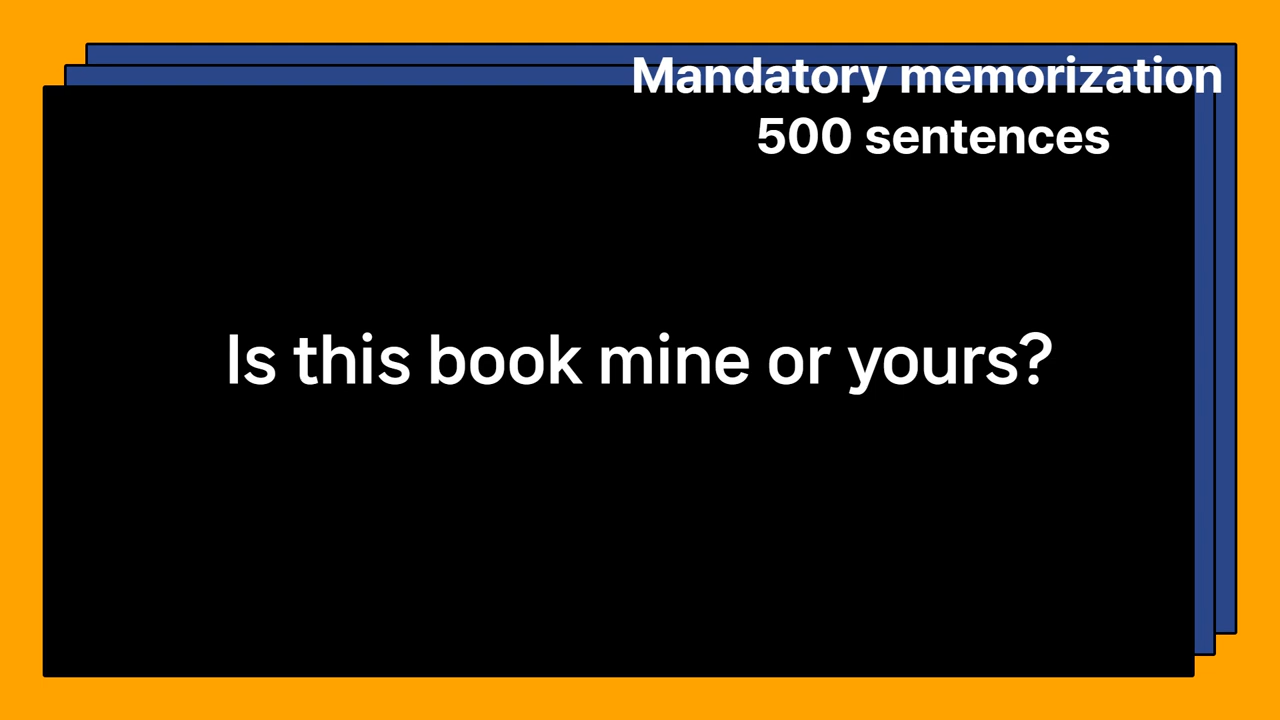 Mandatory memorization
500 sentences
Is this book mine or yours?